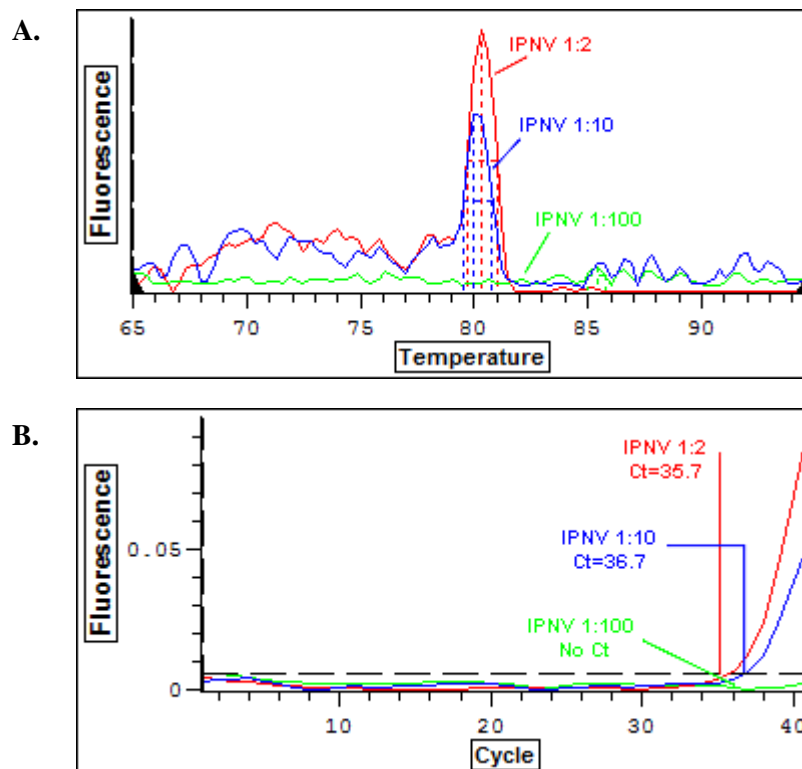 A.
Fluorescence
IPNV 1:2
IPNV 1:10
IPNV 1:100
65 70 75 80 85 90
Temperature
B.
Fluorescence
0.05
0
IPNV 1:2
Ct=35.7
IPNV 1:10
Ct=36.7
IPNV 1:100
No Ct
10 20 30 40
Cycle